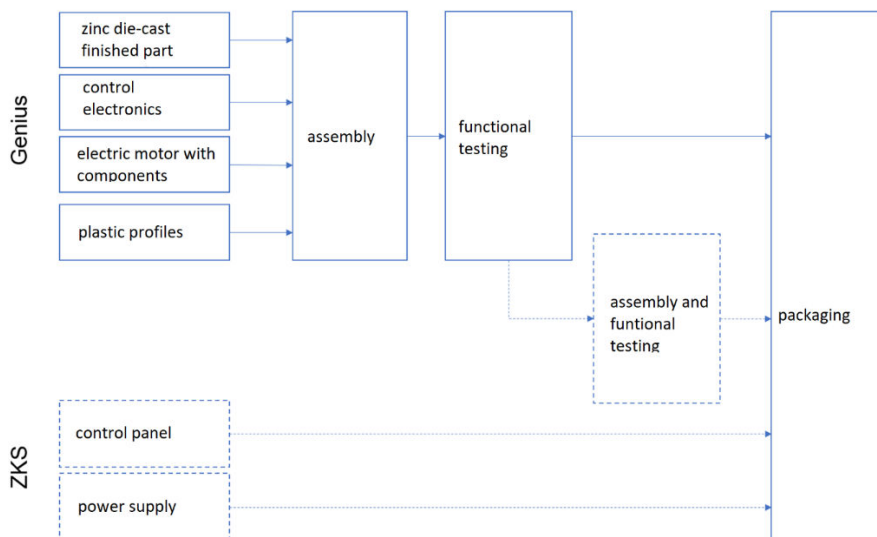 Genius
zinc die-cast
finished part
control
electronics
electric motor with
components
plastic profiles
assembly
functional
testing
assembly and
funtional
testing
packaging
ZKS
control panel
power supply